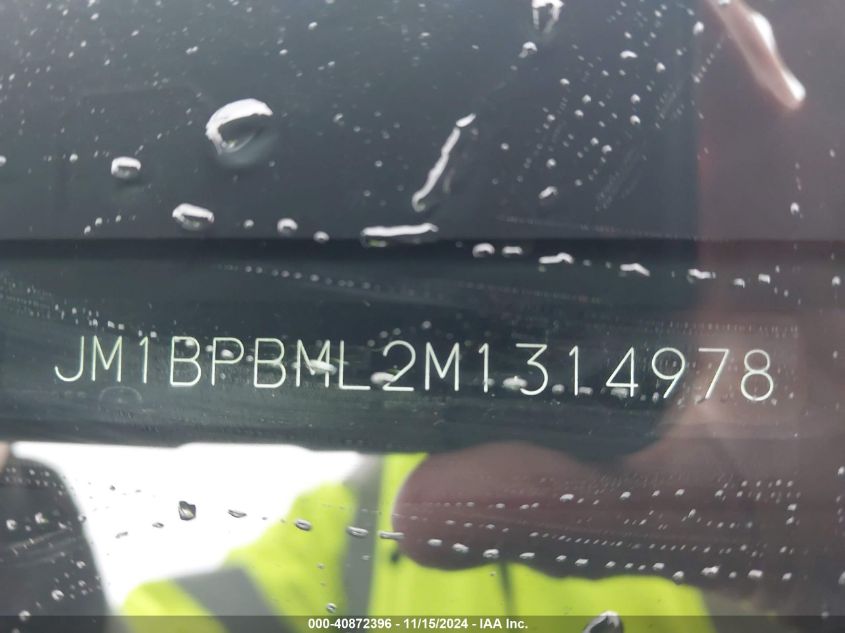 JM1BPBML2M1314978
000-40872396 - 11/15/2024 - IAA Inc.